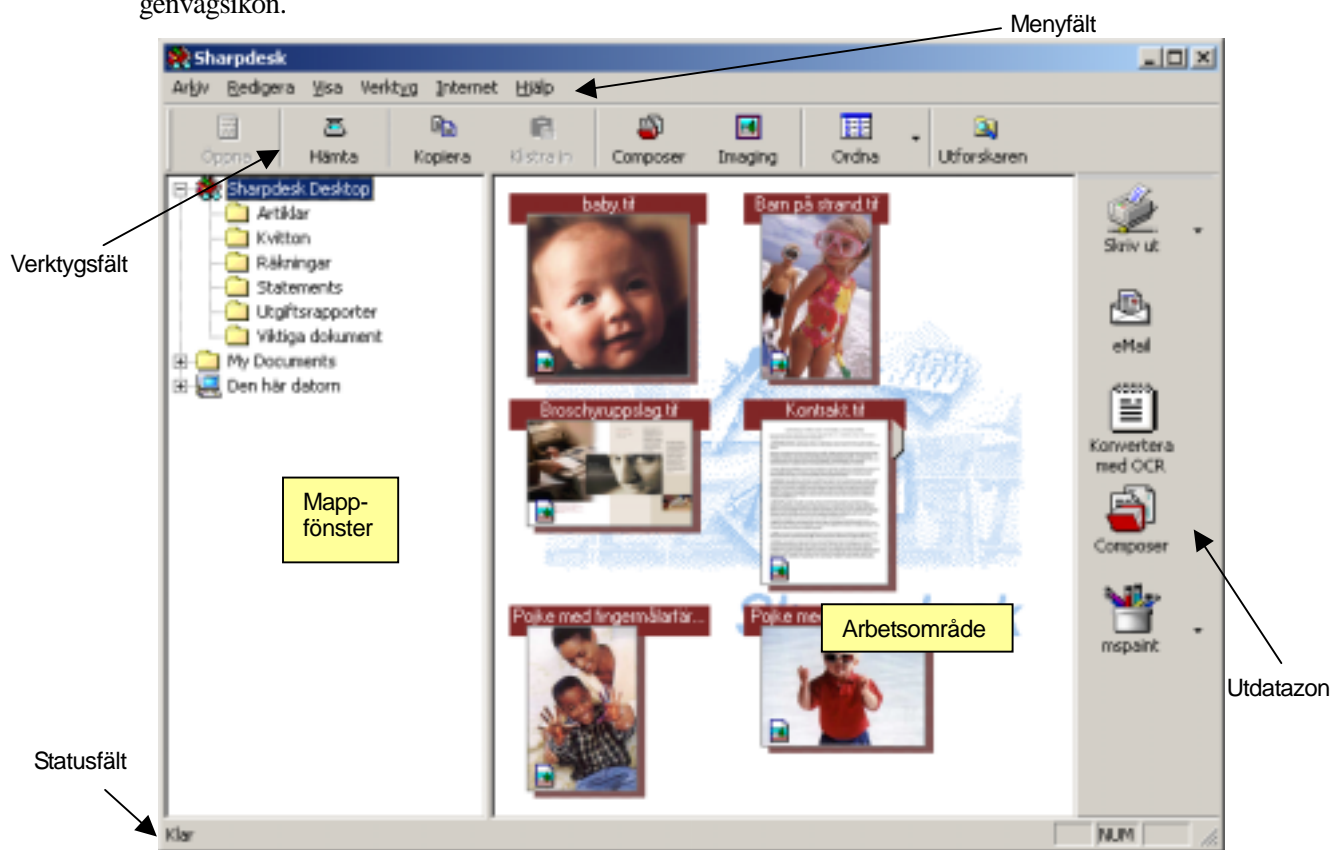 genvägsikon.
Menyfält
Sharpdesk
Arkiv Redigera Visa Verktyg Internet Hjälp
Öppna Hämta Kopiera Klistra in Composer Imaging Ordna Utforskaren
Verktygsfält
Sharpdesk Desktop
Artiklar
Kvitton
Räkningar
Statements
Utgiftsrapporter
Viktiga dokument
My Documents
Den här datorn
Mapp-
fönster
baby.tif
Barn på strand.tif
Broschyruppslag.tif
Kontrakt.tif
Pojke med fingermålarfär...
Pojke med
Arbetsområde
Skriv ut
eMail
Konvertera
med OCR
Composer
mspaint
Utdatazon
Statusfält
Klar
NUM